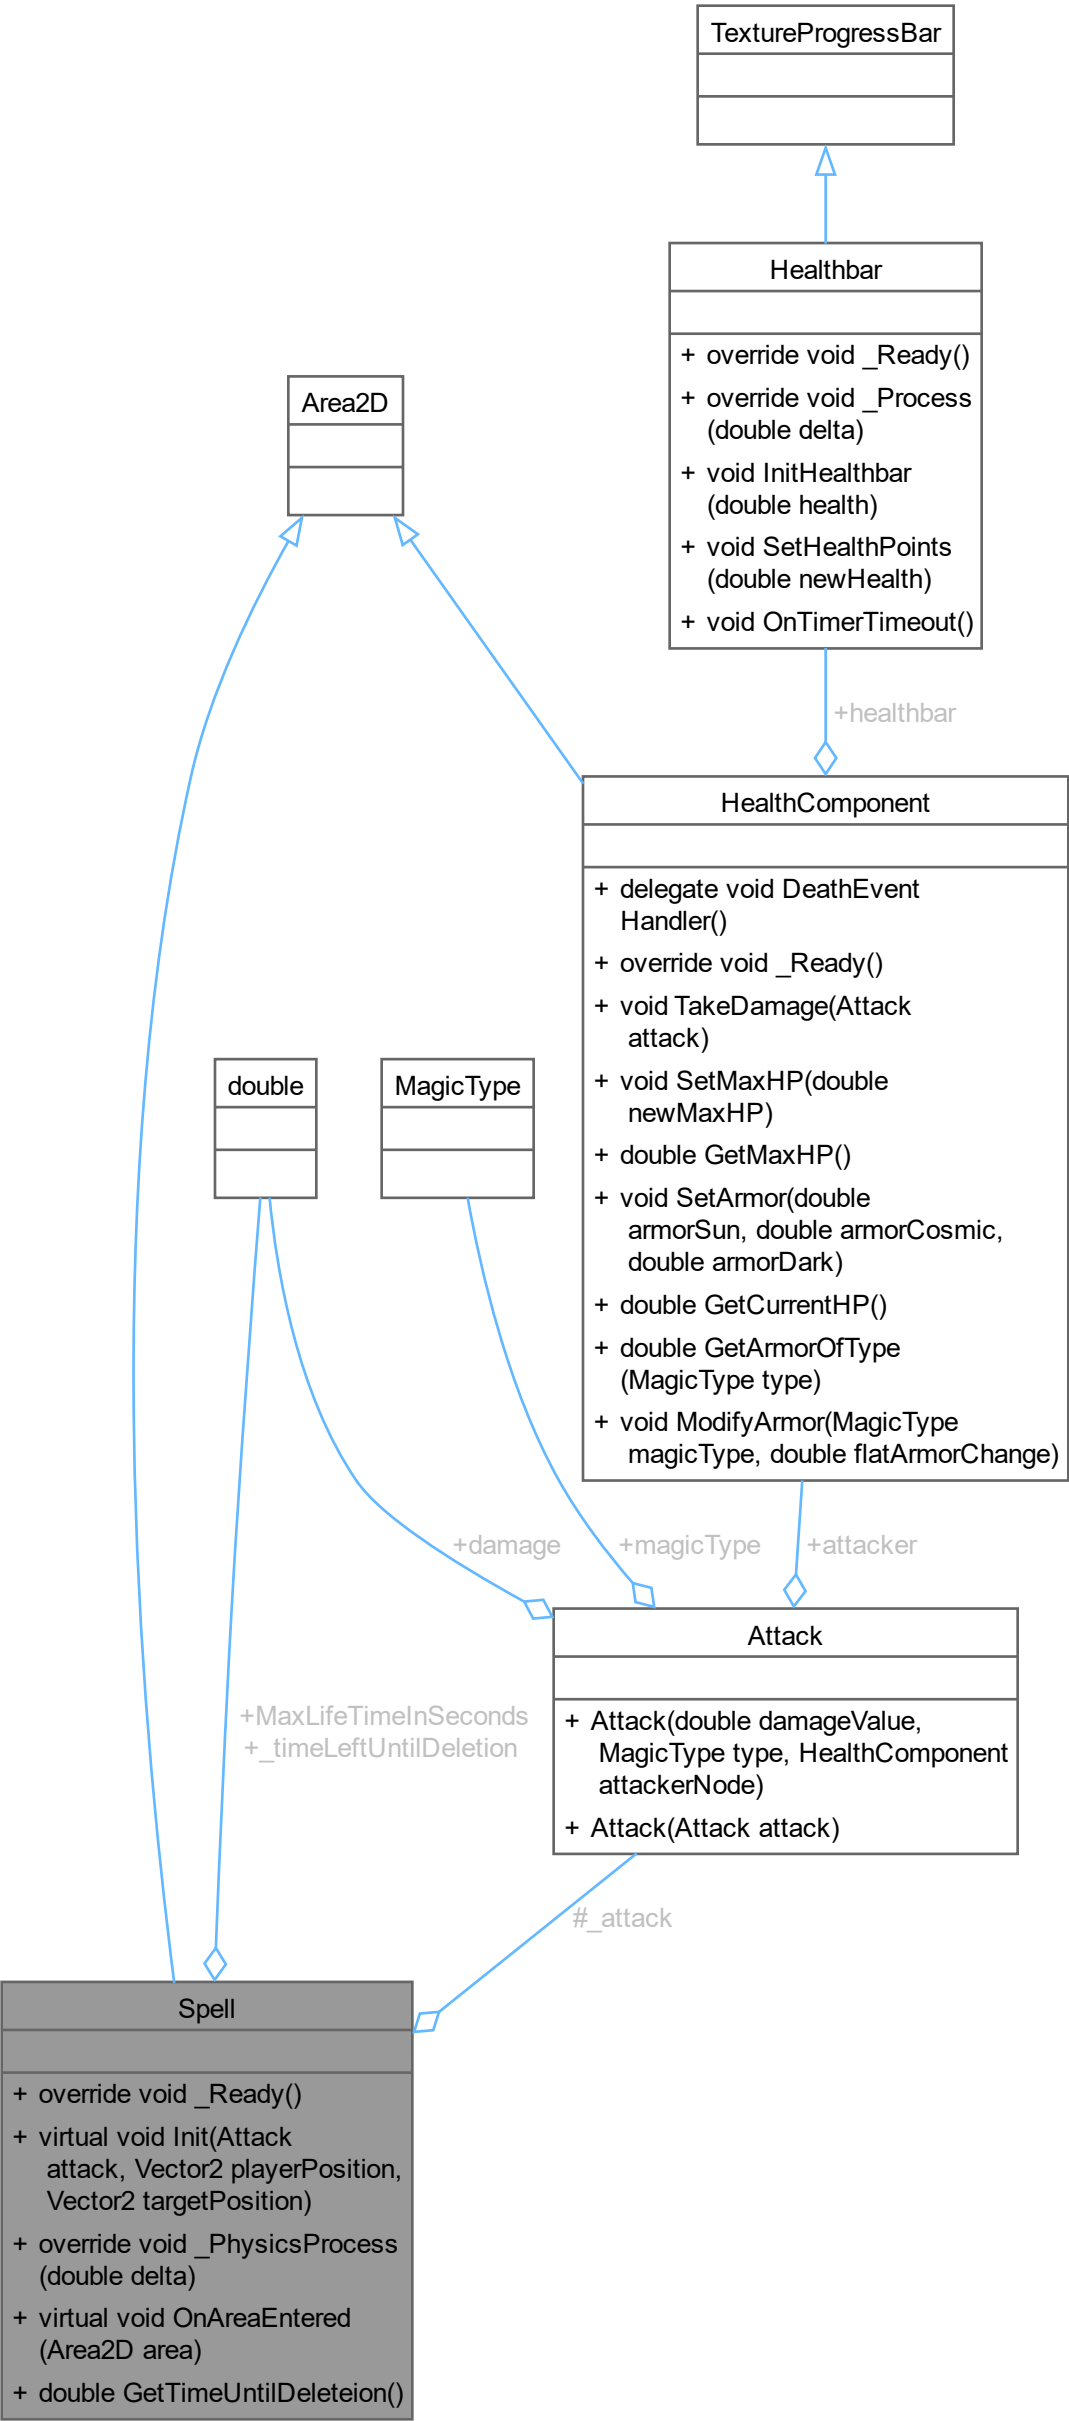 TextureProgressBar
Healthbar
+ override void _Ready()
+ override void _Process
(double delta)
+ void InitHealthbar
(double health)
+ void SetHealthPoints
(double newHealth)
+ void OnTimerTimeout()
Area2D
+healthbar
HealthComponent
+ delegate void DeathEvent
Handler()
+ override void _Ready()
+ void TakeDamage(Attack
attack)
+ void SetMaxHP(double
newMaxHP)
+ double GetMaxHP()
+ void SetArmor(double
armorSun, double armorCosmic,
double armorDark)
+ double GetCurrentHP()
+ double GetArmorOfType
(MagicType type)
+ void ModifyArmor(MagicType
magicType, double flatArmorChange)
double
MagicType
+damage
+magicType
+attacker
Attack
+ Attack(double damageValue,
MagicType type, HealthComponent
attackerNode)
+ Attack(Attack attack)
+MaxLifeTimeInSeconds
+_timeLeftUntilDeletion
#_attack
Spell
+ override void _Ready()
+ virtual void Init(Attack
attack, Vector2 playerPosition,
Vector2 targetPosition)
+ override void _PhysicsProcess
(double delta)
+ virtual void OnAreaEntered
(Area2D area)
+ double GetTimeUntilDeleteion()